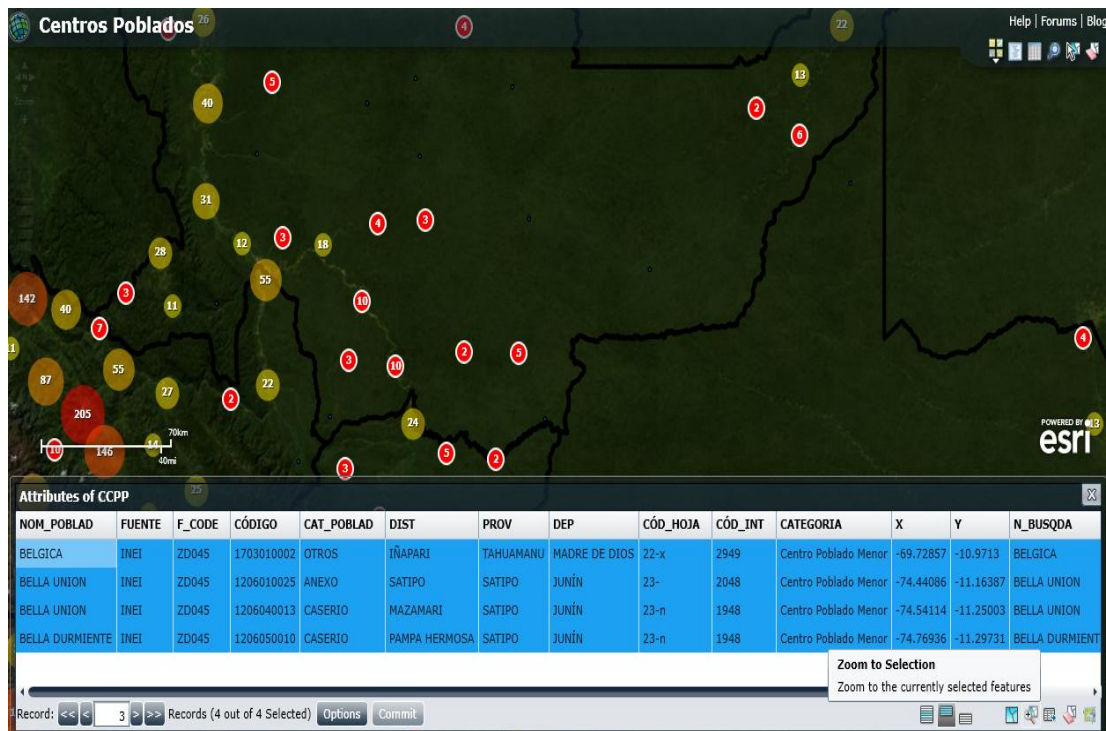 Centros Poblados
Help | Forums | Blog
26
4
22
5
13
40
2
6
31
4
3
12
3
18
28
55
142
3
10
40
11
7
11
2
5
4
3
10
55
87
22
27
2
205
24
13
POWERED BY
esri
14
70km
10
146
40mi
5
2
3
25
Attributes of CCPP
NOM_POBLAD FUENTE F_CODE CÓDIGO CAT_POBLAD DIST PROV DEP CÓD_HOJA CÓD_INT CATEGORIA X Y N_BUSQDA
BELGICA INEI ZD045 1703010002 OTROS IÑAPARI TAHUAMANU MADRE DE DIOS 22-x 2949 Centro Poblado Menor -69.72857 -10.9713 BELGICA
BELLA UNION INEI ZD045 1206010025 ANEXO SATIPO SATIPO JUNÍN 23- 2048 Centro Poblado Menor -74.44086 -11.16387 BELLA UNION
BELLA UNION INEI ZD045 1206040013 CASERIO MAZAMARI SATIPO JUNÍN 23-n 1948 Centro Poblado Menor -74.54114 -11.25003 BELLA UNION
BELLA DURMIENTE INEI ZD045 1206050010 CASERIO PAMPA HERMOSA SATIPO JUNÍN 23-n 1948 Centro Poblado Menor -74.76936 -11.29731 BELLA DURMIENT
Zoom to Selection
Zoom to the currently selected features
Record: << < 3 > >> Records (4 out of 4 Selected) Options Commit